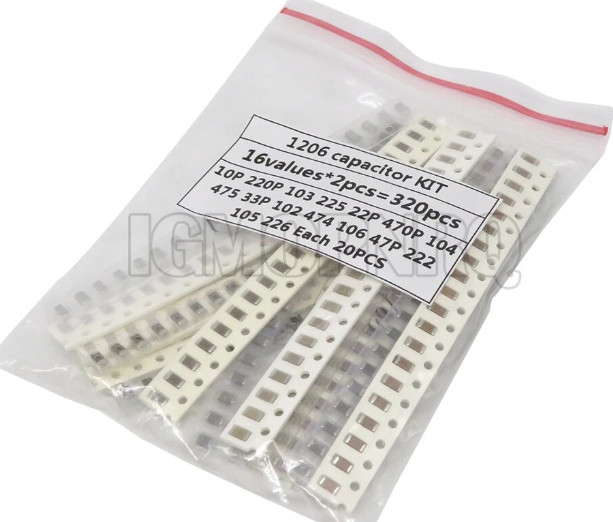 1206 capacitor KIT
16values*2pcs=320pcs
10P 220P 103 225 22P 470P 104
475 33P 102 474 106 47P 222
105 226 Each 20PCS